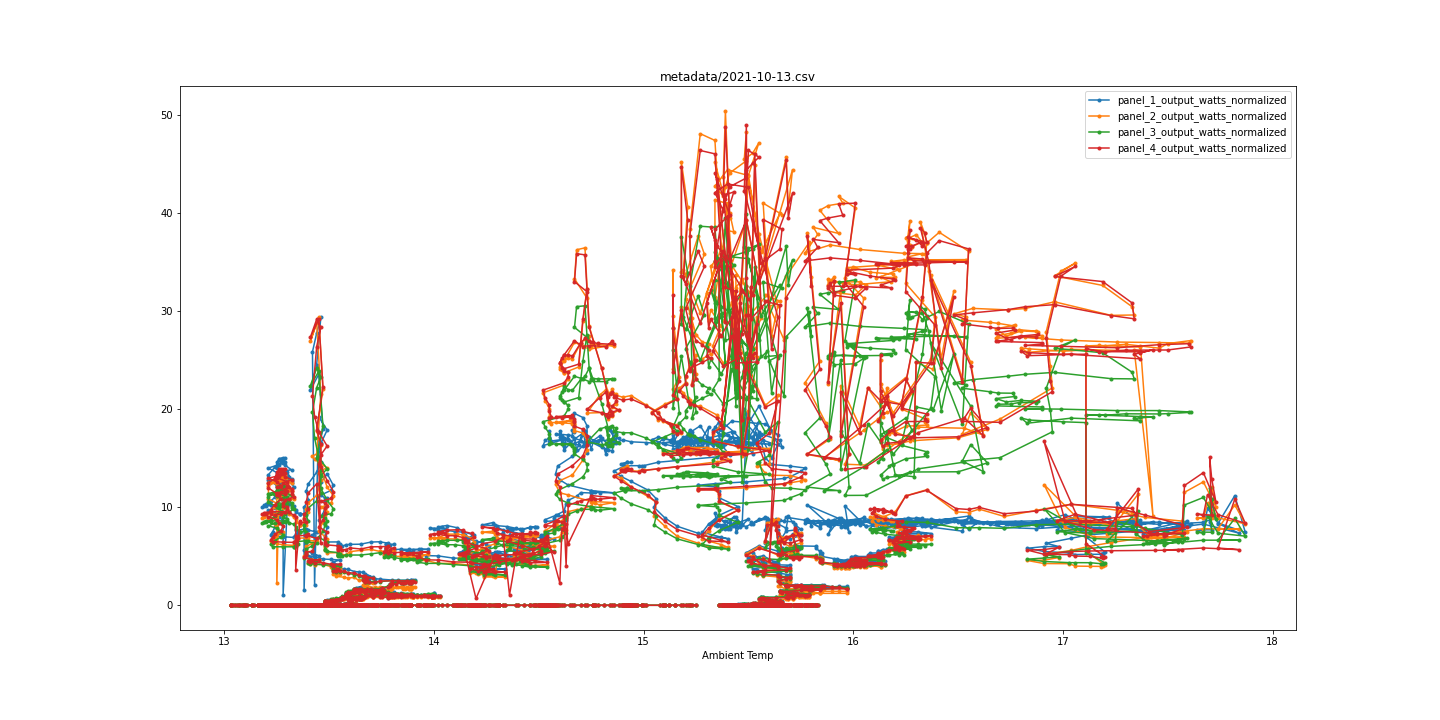 metadata/2021-10-13.csv
panel_1_output_watts_normalized
panel_2_output_watts_normalized
panel_3_output_watts_normalized
panel_4_output_watts_normalized
50
40
30
20
10
0
13 14 15 16 17 18
Ambient Temp